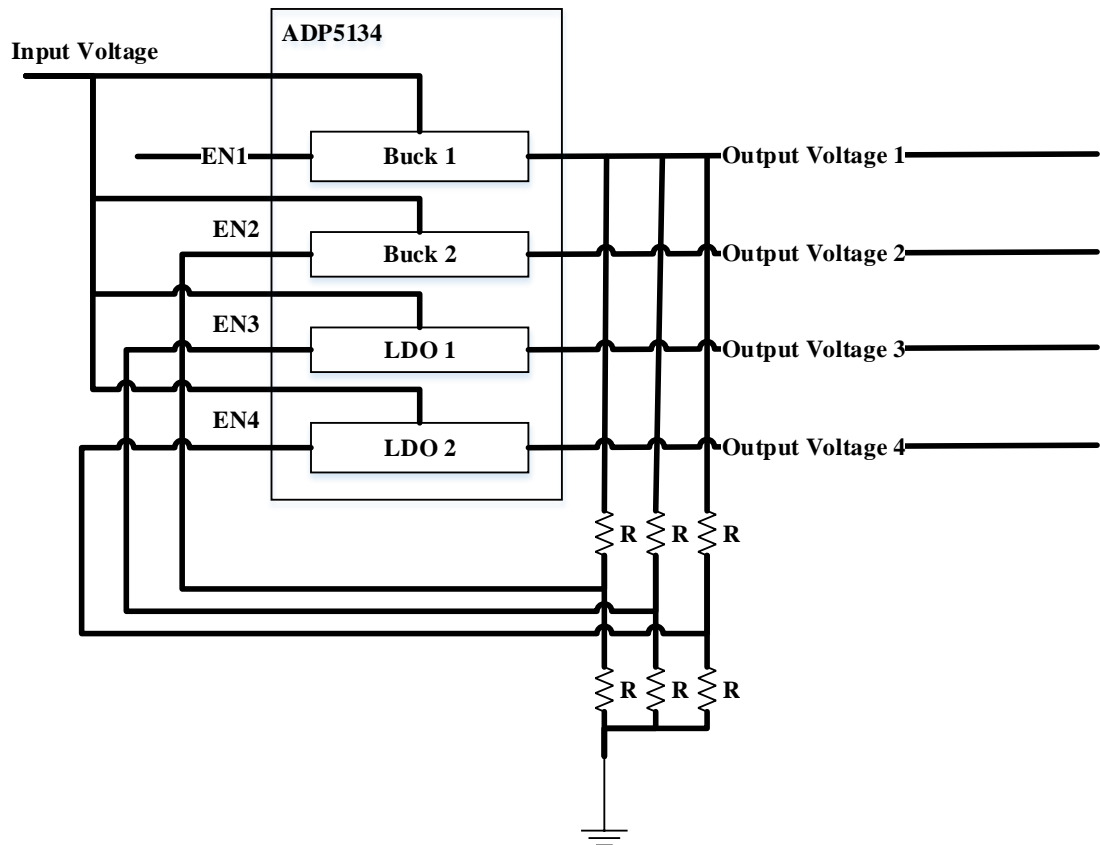 ADP5134
Input Voltage
EN1
Buck 1
Output Voltage 1
EN2
Buck 2
Output Voltage 2
EN3
LDO 1
Output Voltage 3
EN4
LDO 2
Output Voltage 4
R
R
R
R
R
R